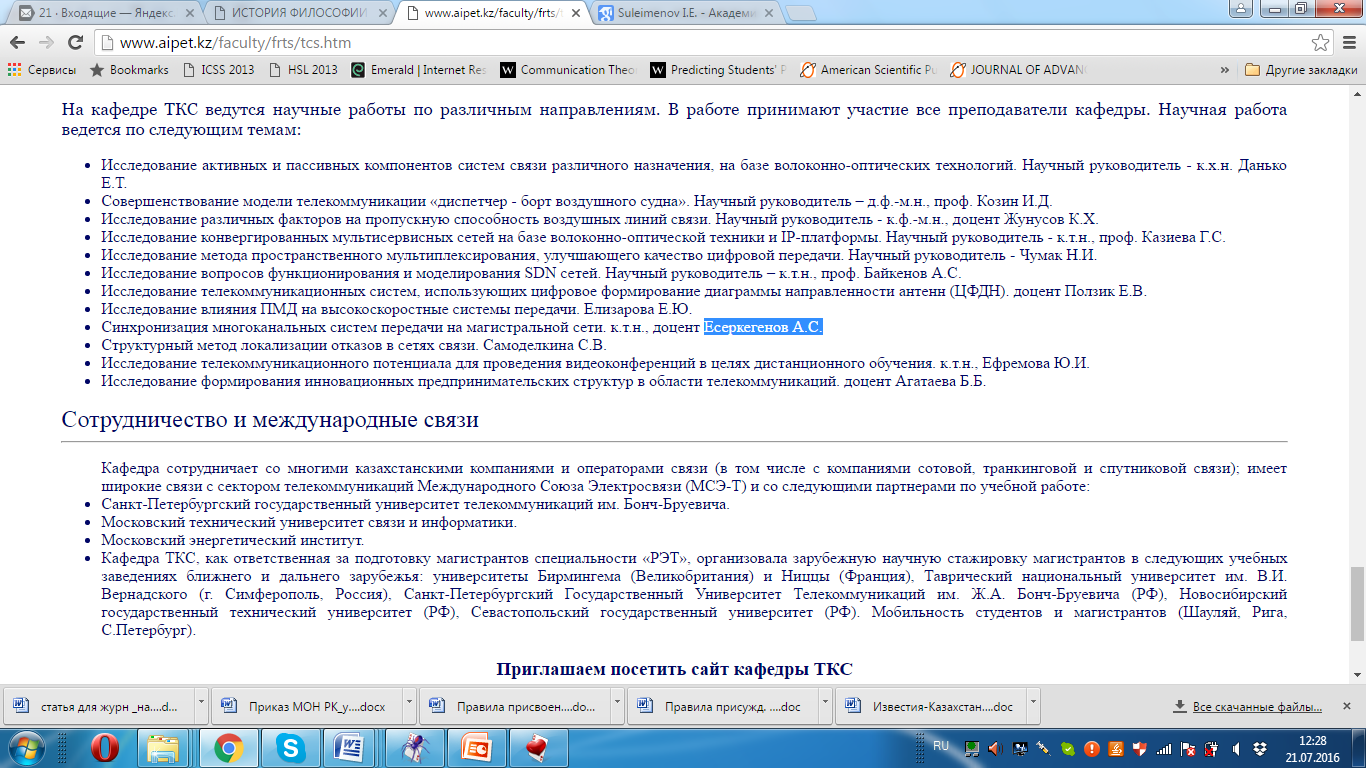 21 · Входящие — Яндекс
ИСТОРИЯ ФИЛОСОФИИ
www.aipet.kz/faculty/frts/t
Suleimenov I.E. - Академи
www.aipet.kz/faculty/frts/tcs.htm
Сервисы Bookmarks ICSS 2013 HSL 2013 Emerald | Internet Res Communication Theo Predicting Students' P American Scientific Pu JOURNAL OF ADVAN » Другие закладки
На кафедре ТКС ведутся научные работы по различным направлениям. В работе принимают участие все преподаватели кафедры. Научная работа
ведется по следующим темам:
Исследование активных и пассивных компонентов систем связи различного назначения, на базе волоконно-оптических технологий. Научный руководитель - к.х.н. Данько
Е.Т.
Совершенствование модели телекоммуникации «диспетчер - борт воздушного судна». Научный руководитель – д.ф.-м.н., проф. Козин И.Д.
Исследование различных факторов на пропускную способность воздушных линий связи. Научный руководитель - к.ф.-м.н., доцент Жунусов К.Х.
Исследование конвергированных мультисервисных сетей на базе волоконно-оптической техники и IP-платформы. Научный руководитель - к.т.н., проф. Казиева Г.С.
Исследование метода пространственного мультиплексирования, улучшающего качество цифровой передачи. Научный руководитель - Чумак Н.И.
Исследование вопросов функционирования и моделирования SDN сетей. Научный руководитель – к.т.н., проф. Байкенов А.С.
Исследование телекоммуникационных систем, использующих цифровое формирование диаграммы направленности антенн (ЦФДН). доцент Ползик Е.В.
Исследование влияния ПМД на высокоскоростные системы передачи. Елизарова Е.Ю.
Синхронизация многоканальных систем передачи на магистральной сети. к.т.н., доцент Есеркегенов А.С.
Структурный метод локализации отказов в сетях связи. Самоделкина С.В.
Исследование телекоммуникационного потенциала для проведения видеоконференций в целях дистанционного обучения. к.т.н., Ефремова Ю.И.
Исследование формирования инновационных предпринимательских структур в области телекоммуникаций. доцент Агатаева Б.Б.
Сотрудничество и международные связи
Кафедра сотрудничает со многими казахстанскими компаниями и операторами связи (в том числе с компаниями сотовой, транкинговой и спутниковой связи); имеет
широкие связи с сектором телекоммуникаций Международного Союза Электросвязи (МСЭ-Т) и со следующими партнерами по учебной работе:
Санкт-Петербургский государственный университет телекоммуникаций им. Бонч-Бруевича.
Московский технический университет связи и информатики.
Московский энергетический институт.
Кафедра ТКС, как ответственная за подготовку магистрантов специальности «РЭТ», организовала зарубежную научную стажировку магистрантов в следующих учебных
заведениях ближнего и дальнего зарубежья: университеты Бирмингема (Великобритания) и Ниццы (Франция), Таврический национальный университет им. В.И.
Вернадского (г. Симферополь, Россия), Санкт-Петербургский Государственный Университет Телекоммуникаций им. Ж.А. Бонч-Бруевича (РФ), Новосибирский
государственный технический университет (РФ), Севастопольский государственный университет (РФ). Мобильность студентов и магистрантов (Шауляй, Рига,
С.Петербург).
Приглашаем посетить сайт кафедры ТКС
статья для журн _на....d... Приказ МОН РК_у....docx Правила присвоен....do... Правила присужд. ....doc Известия-Казахстан....doc Все скачанные файлы...
RU 12:28
21.07.2016